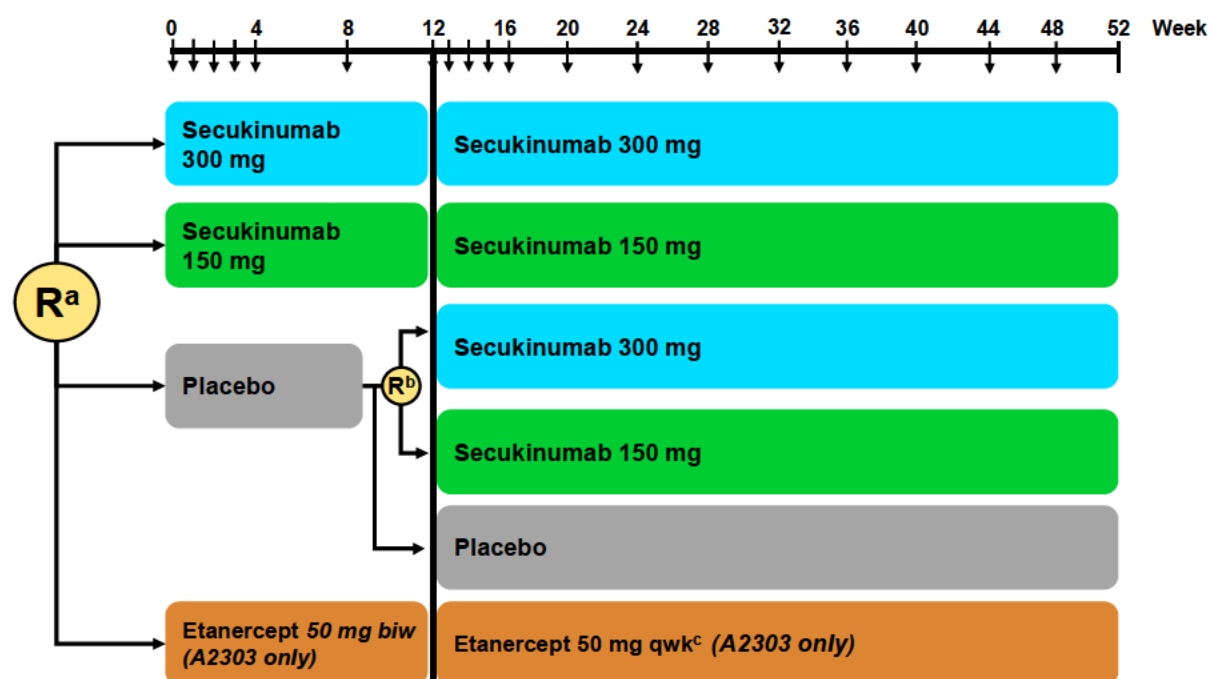 0 4 8 12 16 20 24 28 32 36 40 44 48 52 Week
Secukinumab
300 mg
Secukinumab 300 mg
Secukinumab
150 mg
Secukinumab 150 mg
Rᵃ
Secukinumab 300 mg
Placebo
Rᵇ
Secukinumab 150 mg
Placebo
Etanercept 50 mg biw
(A2303 only)
Etanercept 50 mg qwkᶜ (A2303 only)